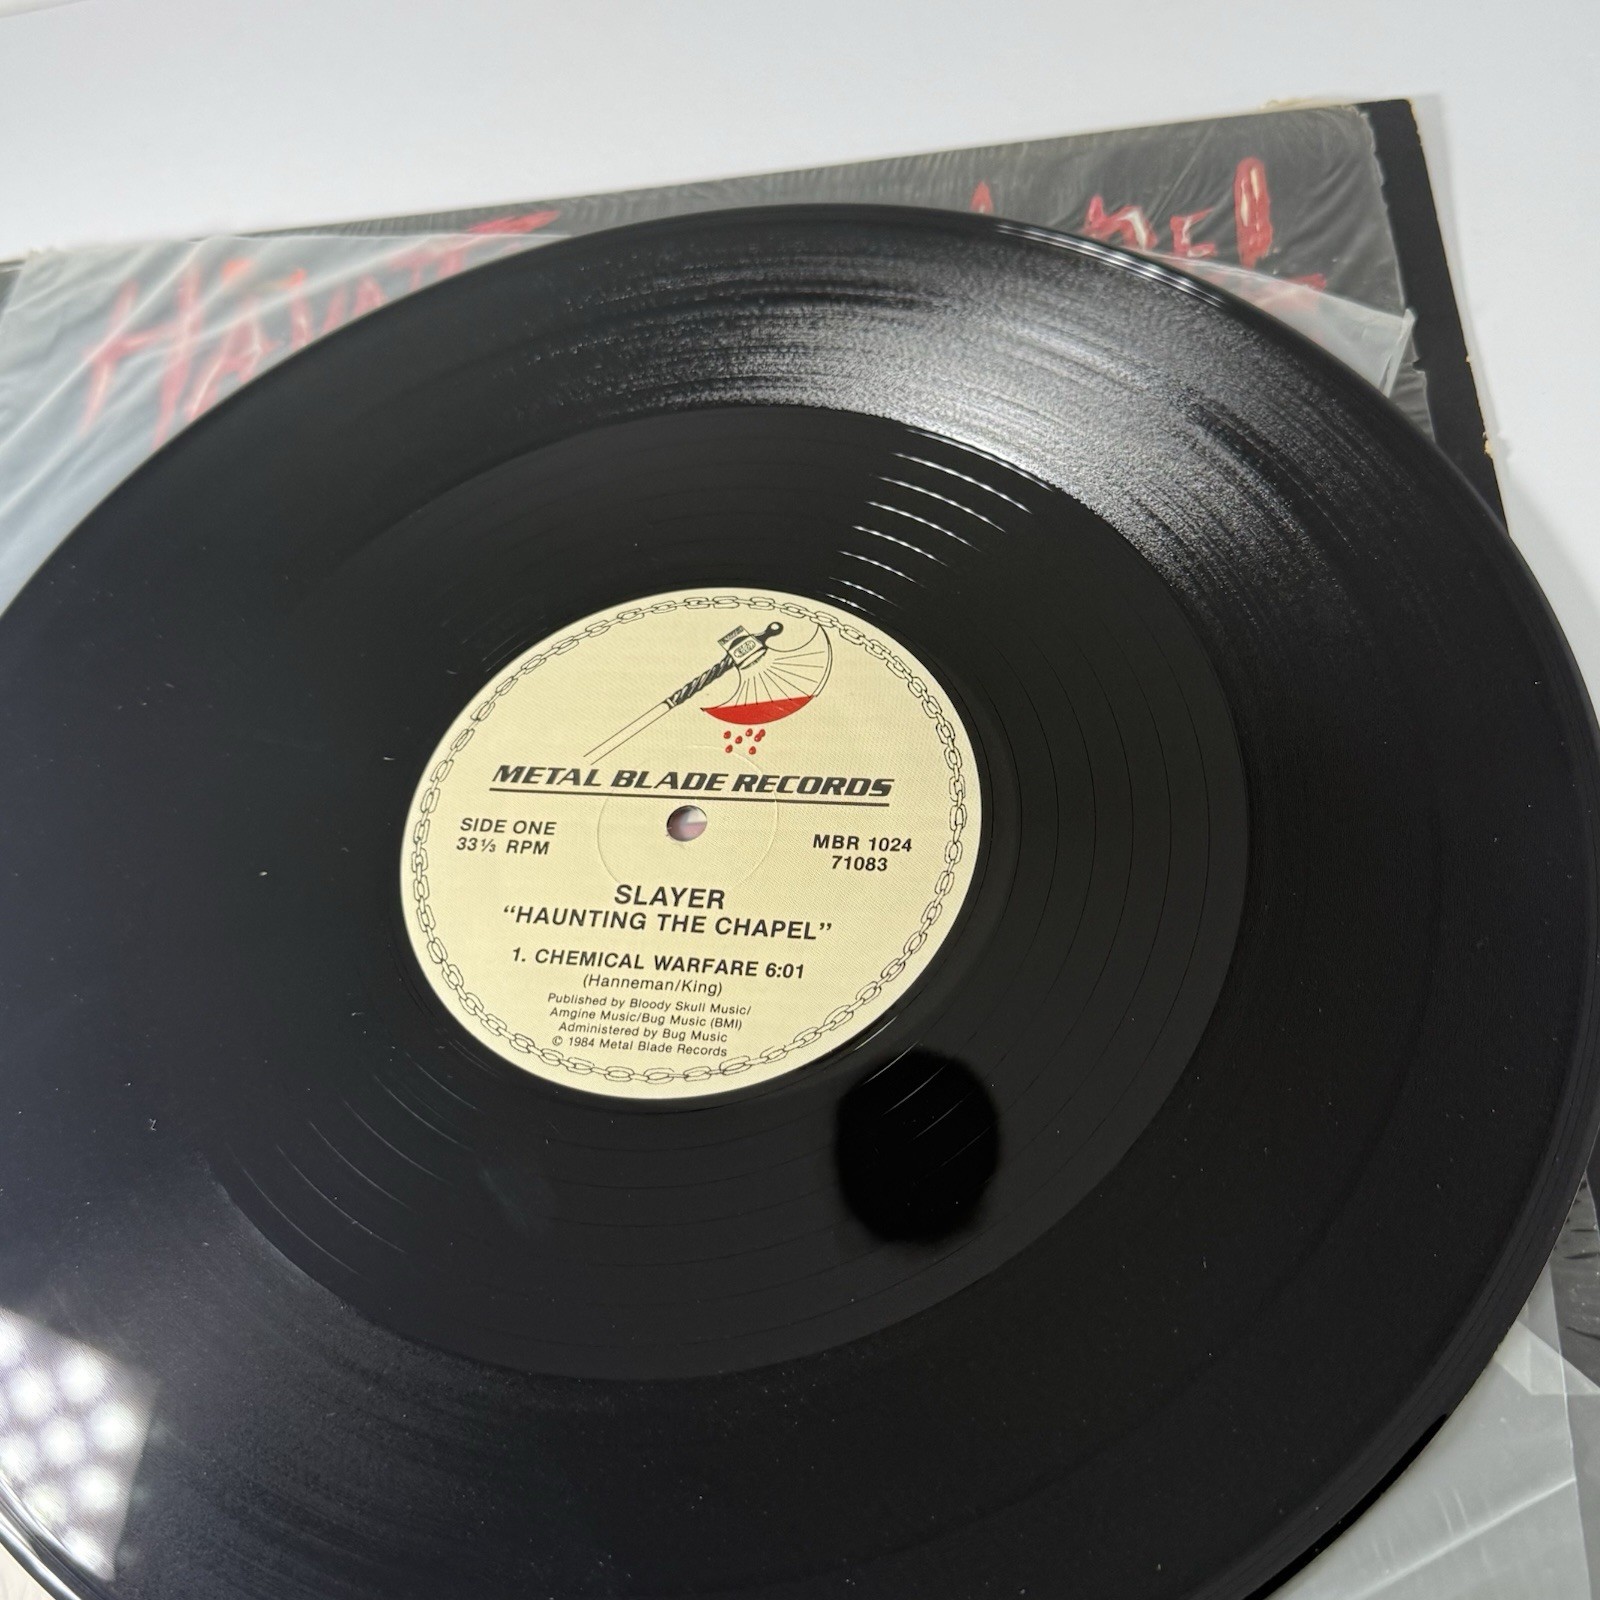 METAL BLADE RECORDS
SIDE ONE
33⅓ RPM
MBR 1024
71083
SLAYER
“HAUNTING THE CHAPEL”
1. CHEMICAL WARFARE 6:01
(Hanneman/King)
Published by Bloody Skull Music/
Amgine Music/Bug Music (BMI)
Administered by Bug Music
© 1984 Metal Blade Records